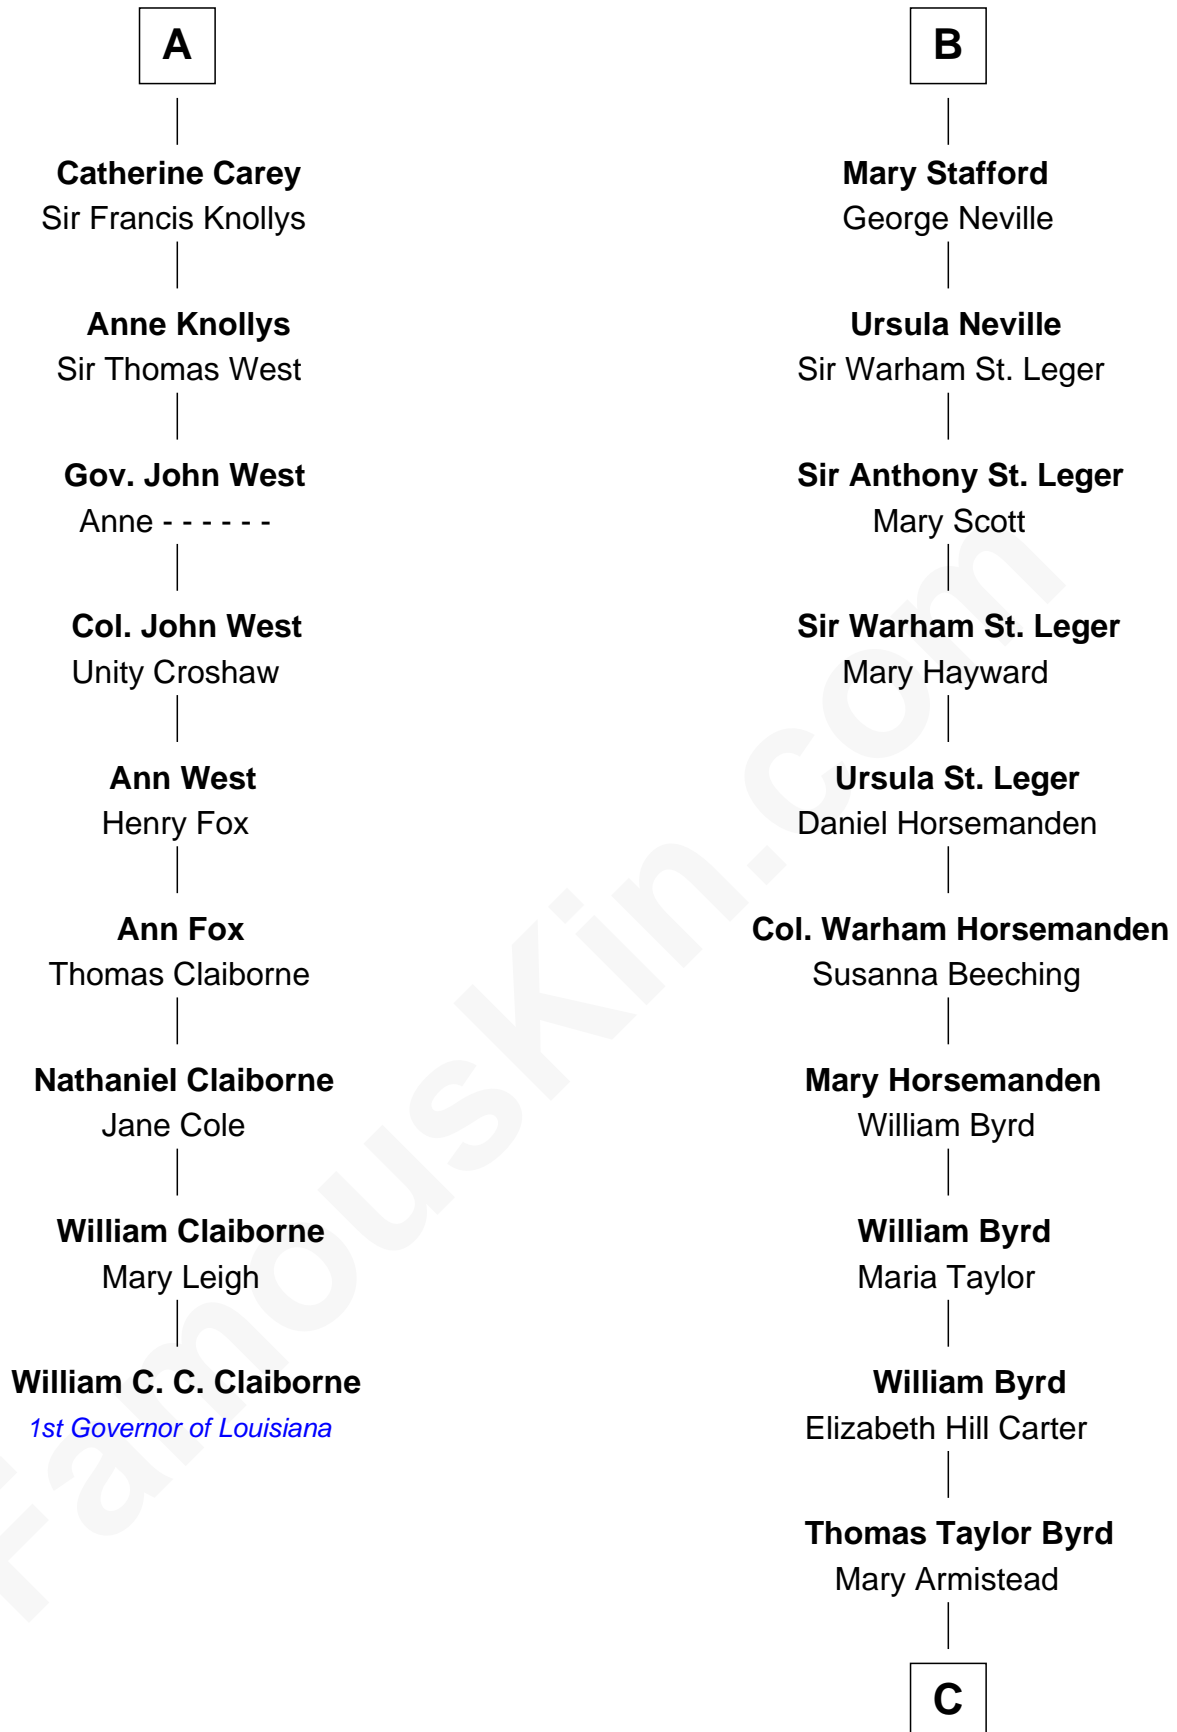 A
Catherine Carey
Sir Francis Knollys
Anne Knollys
Sir Thomas West
Gov. John West
Anne - - - - - -
Col. John West
Unity Croshaw
Ann West
Henry Fox
Ann Fox
Thomas Claiborne
Nathaniel Claiborne
Jane Cole
William Claiborne
Mary Leigh
William C. C. Claiborne
1st Governor of Louisiana
B
Mary Stafford
George Neville
Ursula Neville
Sir Warham St. Leger
Sir Anthony St. Leger
Mary Scott
Sir Warham St. Leger
Mary Hayward
Ursula St. Leger
Daniel Horsemanden
Col. Warham Horsemanden
Susanna Beeching
Mary Horsemanden
William Byrd
William Byrd
Maria Taylor
William Byrd
Elizabeth Hill Carter
Thomas Taylor Byrd
Mary Armistead
C
FamousKin.com